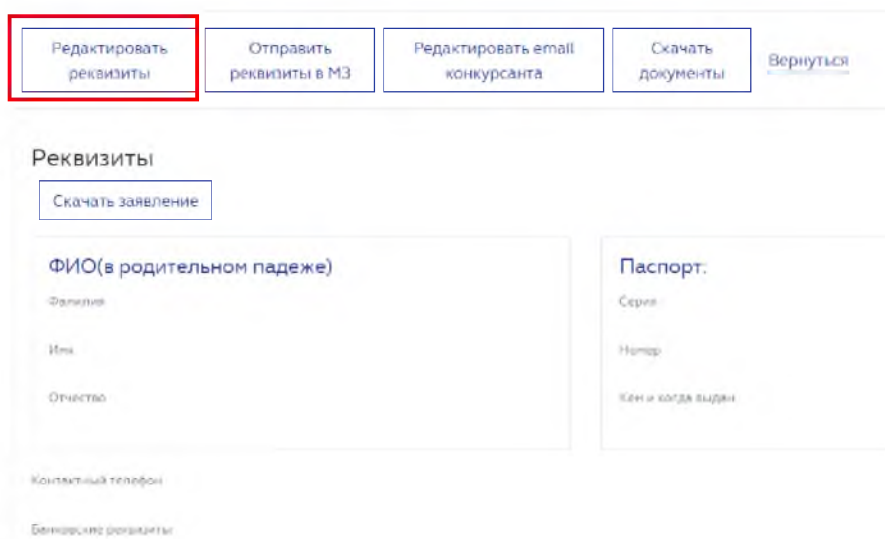 Редактировать
реквизиты
Отправить
реквизиты в МЗ
Редактировать email
конкурсанта
Скачать
документы
Вернуться
Реквизиты
Скачать заявление
ФИО(в родительном падеже)
Фамилия
Имя
Отчество
Паспорт:
Серия
Номер
Кем и когда выдан
Контактный телефон
Банковские реквизиты